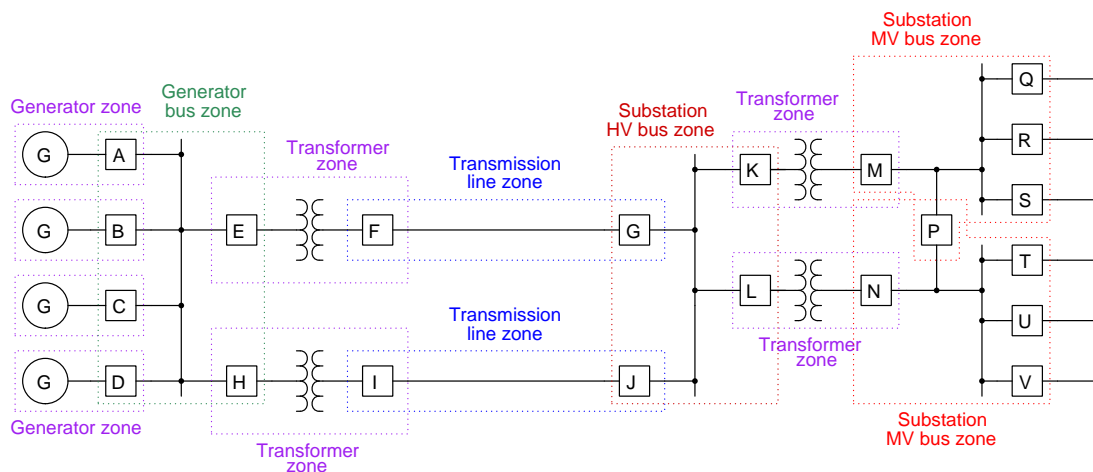 Substation
MV bus zone
Generator zone
Generator
bus zone
Transformer
zone
Transmission
line zone
Substation
HV bus zone
Transformer
zone
G
A
G
B
G
C
G
D
E
F
H
I
G
J
K
L
M
N
P
Q
R
S
T
U
V
Transmission
line zone
Transformer
zone
Generator zone
Transformer
zone
Substation
MV bus zone